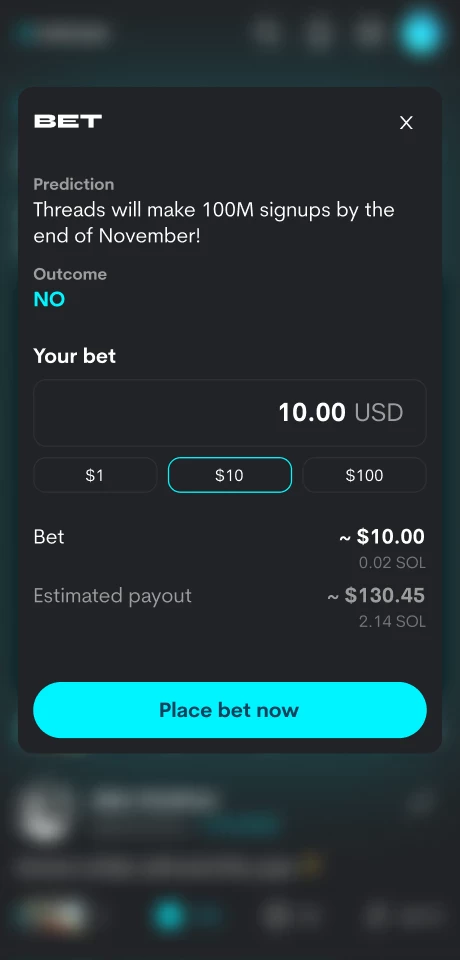 BET
X
Prediction
Threads will make 100M signups by the
end of November!
Outcome
NO
Your bet
10.00 USD
$1
$10
$100
Bet
~ $10.00
0.02 SOL
Estimated payout
~ $130.45
2.14 SOL
Place bet now